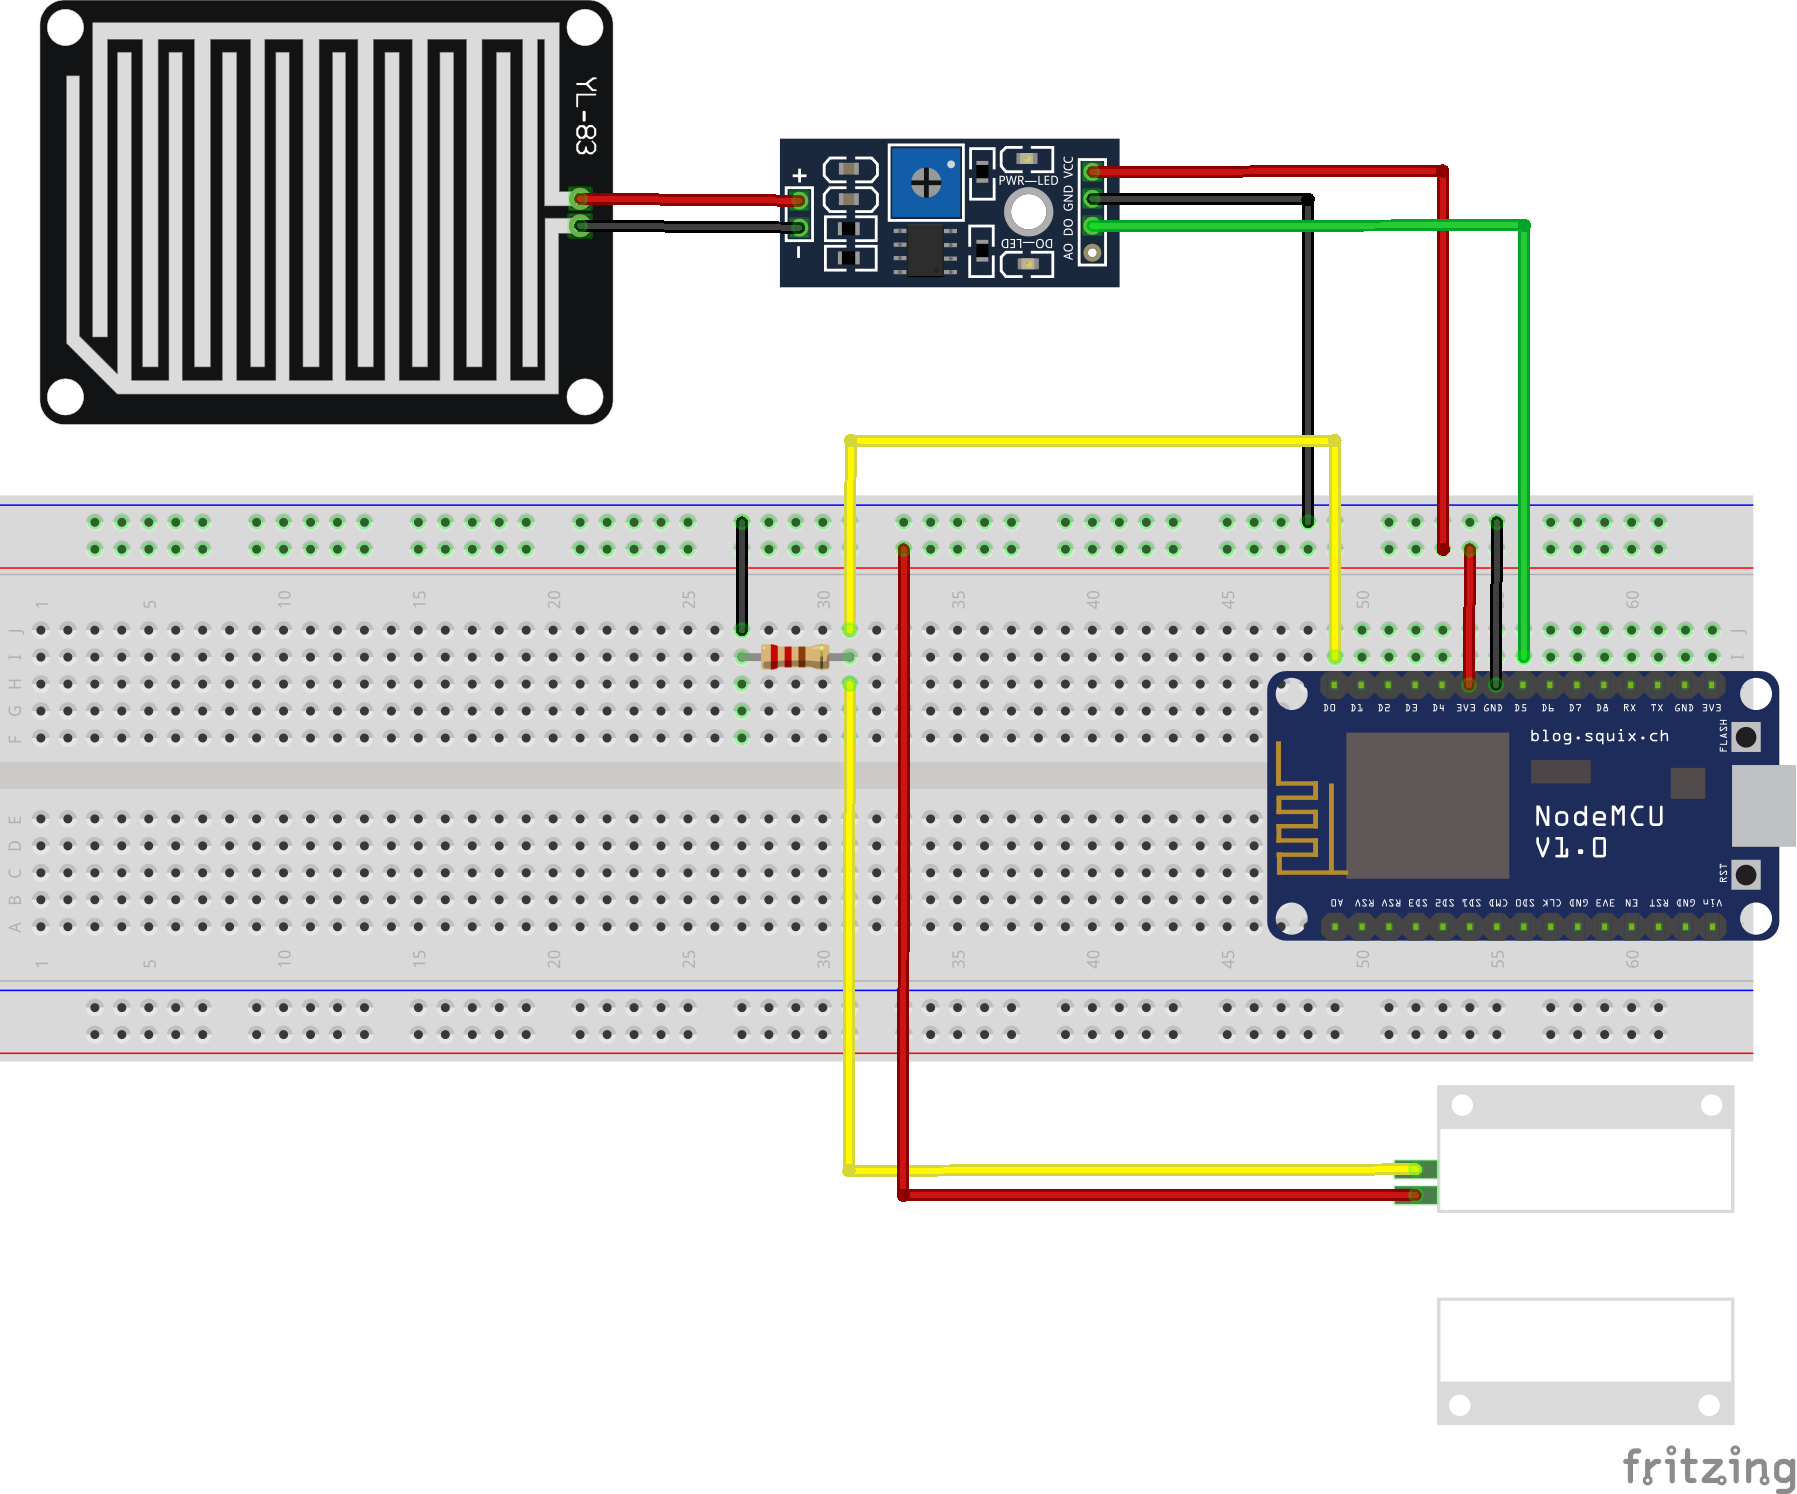 YL-83
+
-
PWR-LED
DO-LED
VCC
GND
DO
AO
1 5 10 15 20 25 30 35 40 45 50 55 60
J J
I I
H
G
F
D0 D1 D2 D3 D4 3V3 GND D5 D6 D7 D8 RX TX GND 3V3
FLASH
blog.squix.ch
NodeMCU
V1.0
RST
E
D
C
B
A
A0 RSV RSV SD3 SD2 SD1 CMD SD0 CLK GND 3V3 EN RST GND Vin
1 5 10 15 20 25 30 35 40 45 50 55 60
fritzing